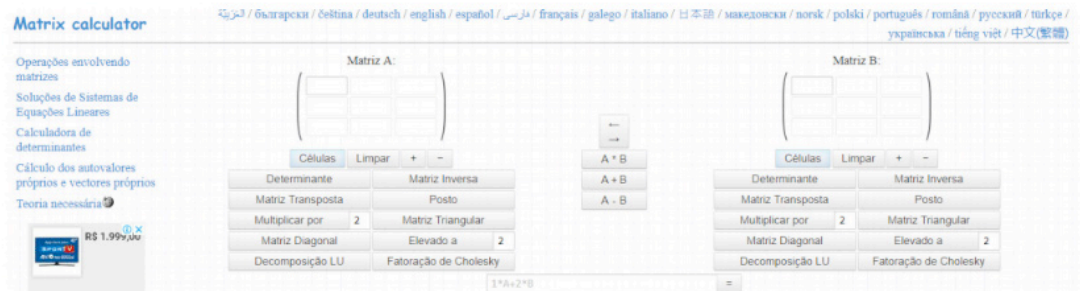 Matrix calculator
العَرَبِيَّة / български / čeština / deutsch / english / español / فارسی / français / galego / italiano / 日本語 / македонски / norsk / polski / português / română / русский / türkçe /
українська / tiếng việt / 中文(繁體)
Operações envolvendo
matrizes
Soluções de Sistemas de
Equações Lineares
Calculadora de
determinantes
Cálculo dos autovalores
próprios e vectores próprios
Teoria necessária
R$ 1.999,00
SPORTV
Matriz A:
Células Limpar + −
Determinante Matriz Inversa
Matriz Transposta Posto
Multiplicar por 2 Matriz Triangular
Matriz Diagonal Elevado a 2
Decomposição LU Fatoração de Cholesky
←
→
A * B
A + B
A - B
Matriz B:
Células Limpar + −
Determinante Matriz Inversa
Matriz Transposta Posto
Multiplicar por 2 Matriz Triangular
Matriz Diagonal Elevado a 2
Decomposição LU Fatoração de Cholesky
1*A+2*B =